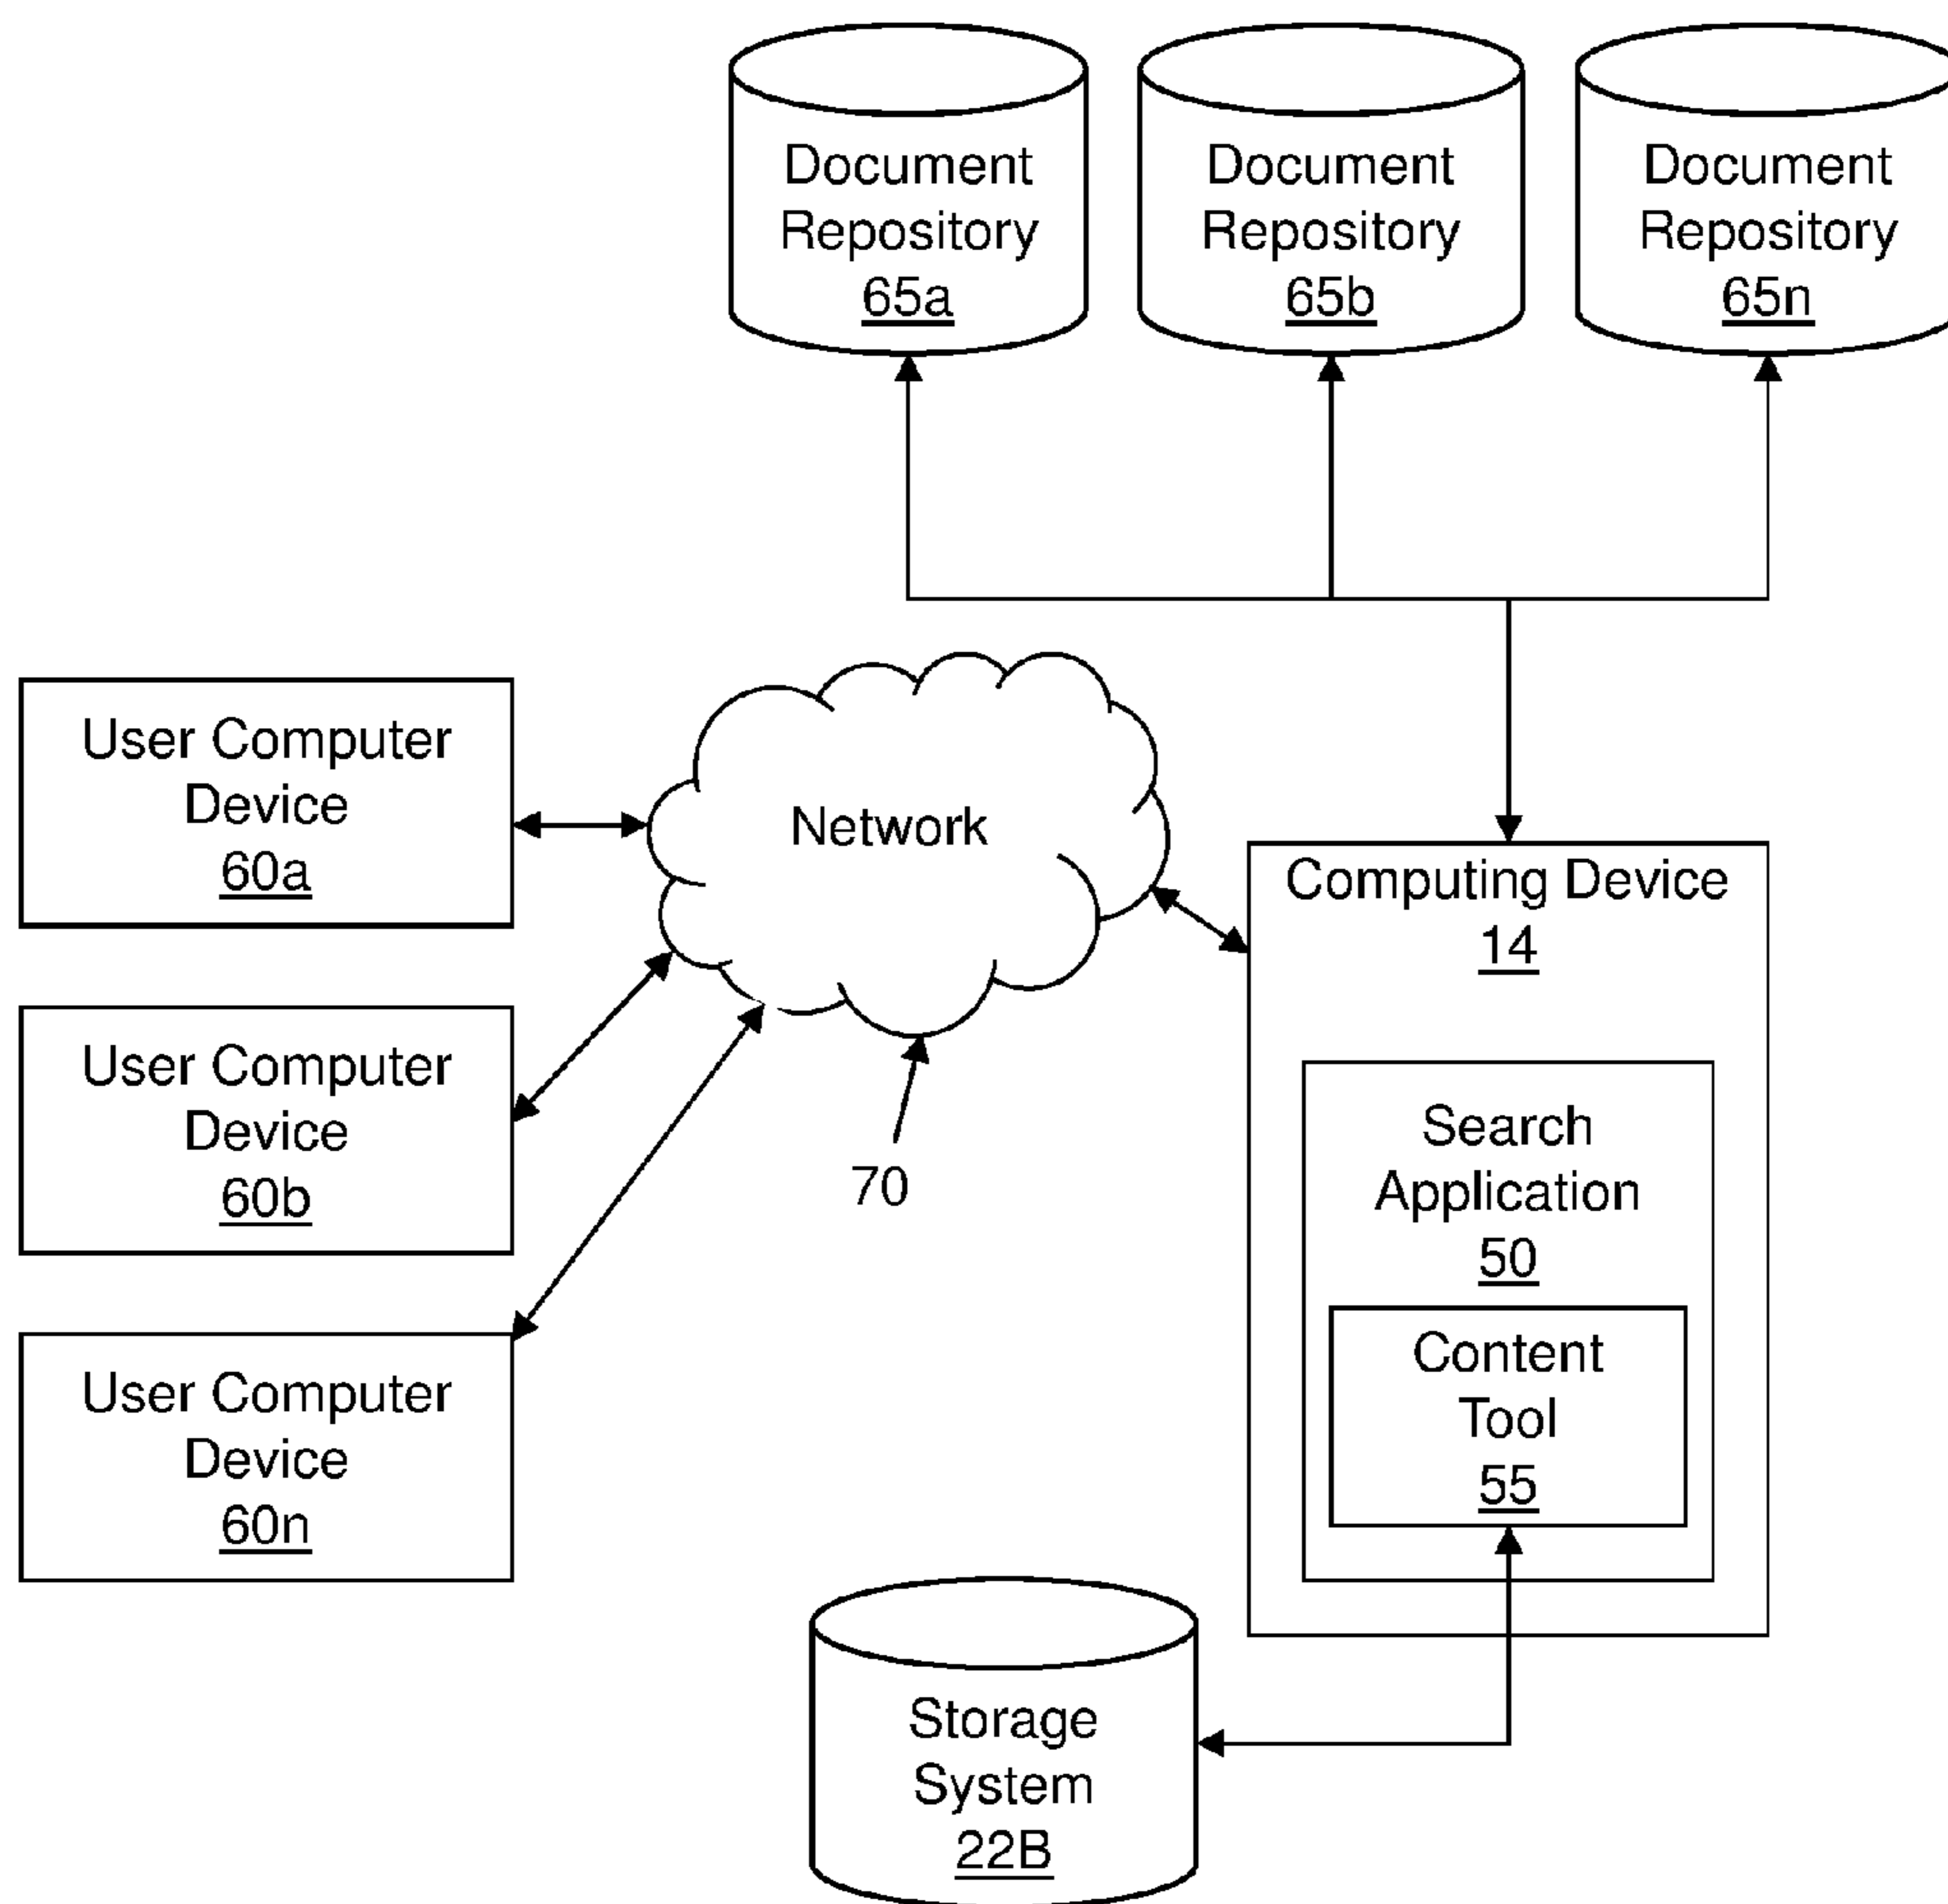 Document
Repository
65a
Document
Repository
65b
Document
Repository
65n
User Computer
Device
60a
Network
70
Computing Device
14
Search
Application
50
Content
Tool
55
User Computer
Device
60b
User Computer
Device
60n
Storage
System
22B